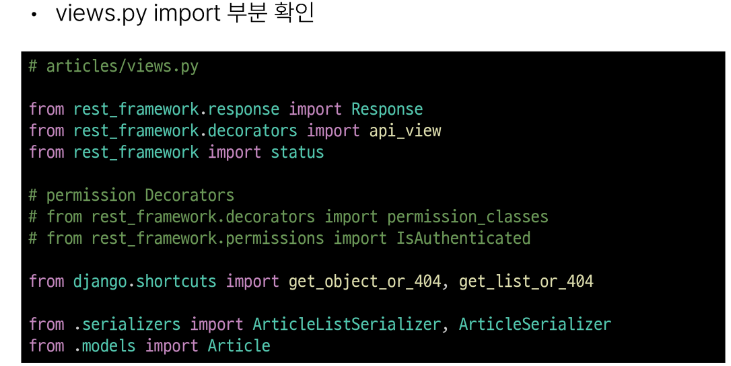 • views.py import 부분 확인
# articles/views.py
from rest_framework.response import Response
from rest_framework.decorators import api_view
from rest_framework import status
# permission Decorators
# from rest_framework.decorators import permission_classes
# from rest_framework.permissions import IsAuthenticated
from django.shortcuts import get_object_or_404, get_list_or_404
from .serializers import ArticleListSerializer, ArticleSerializer
from .models import Article